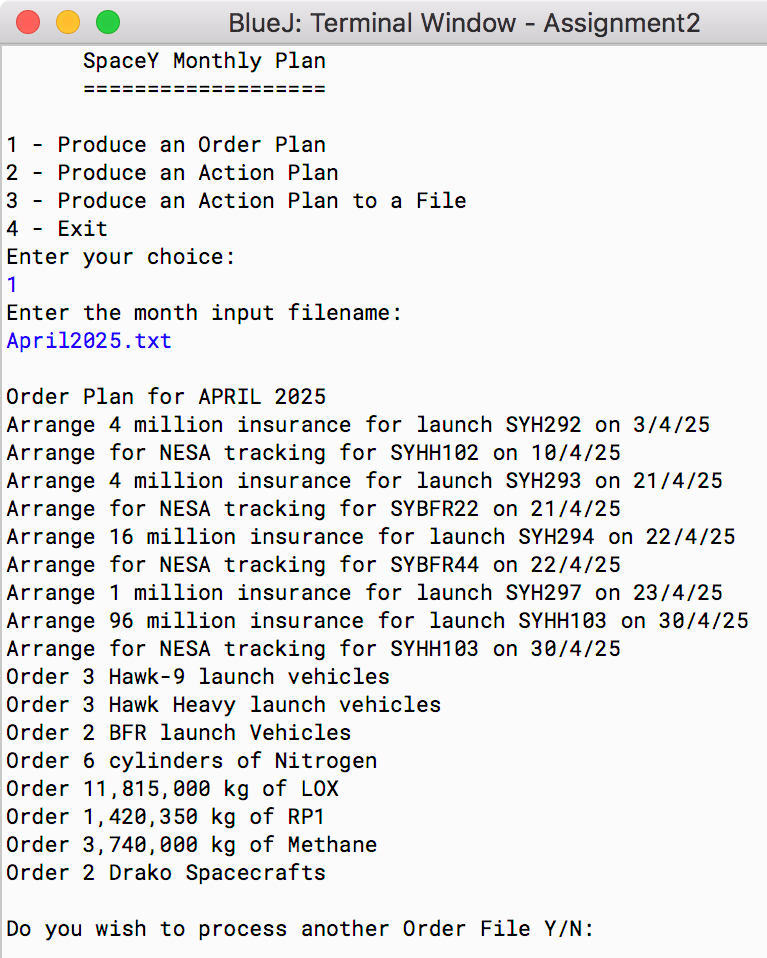 BlueJ: Terminal Window - Assignment2
SpaceY Monthly Plan
===================
1 - Produce an Order Plan
2 - Produce an Action Plan
3 - Produce an Action Plan to a File
4 - Exit
Enter your choice:
1
Enter the month input filename:
April2025.txt
Order Plan for APRIL 2025
Arrange 4 million insurance for launch SYH292 on 3/4/25
Arrange for NESA tracking for SYHH102 on 10/4/25
Arrange 4 million insurance for launch SYH293 on 21/4/25
Arrange for NESA tracking for SYBFR22 on 21/4/25
Arrange 16 million insurance for launch SYH294 on 22/4/25
Arrange for NESA tracking for SYBFR44 on 22/4/25
Arrange 1 million insurance for launch SYH297 on 23/4/25
Arrange 96 million insurance for launch SYHH103 on 30/4/25
Arrange for NESA tracking for SYHH103 on 30/4/25
Order 3 Hawk-9 launch vehicles
Order 3 Hawk Heavy launch vehicles
Order 2 BFR launch Vehicles
Order 6 cylinders of Nitrogen
Order 11,815,000 kg of LOX
Order 1,420,350 kg of RP1
Order 3,740,000 kg of Methane
Order 2 Drako Spacecrafts
Do you wish to process another Order File Y/N: